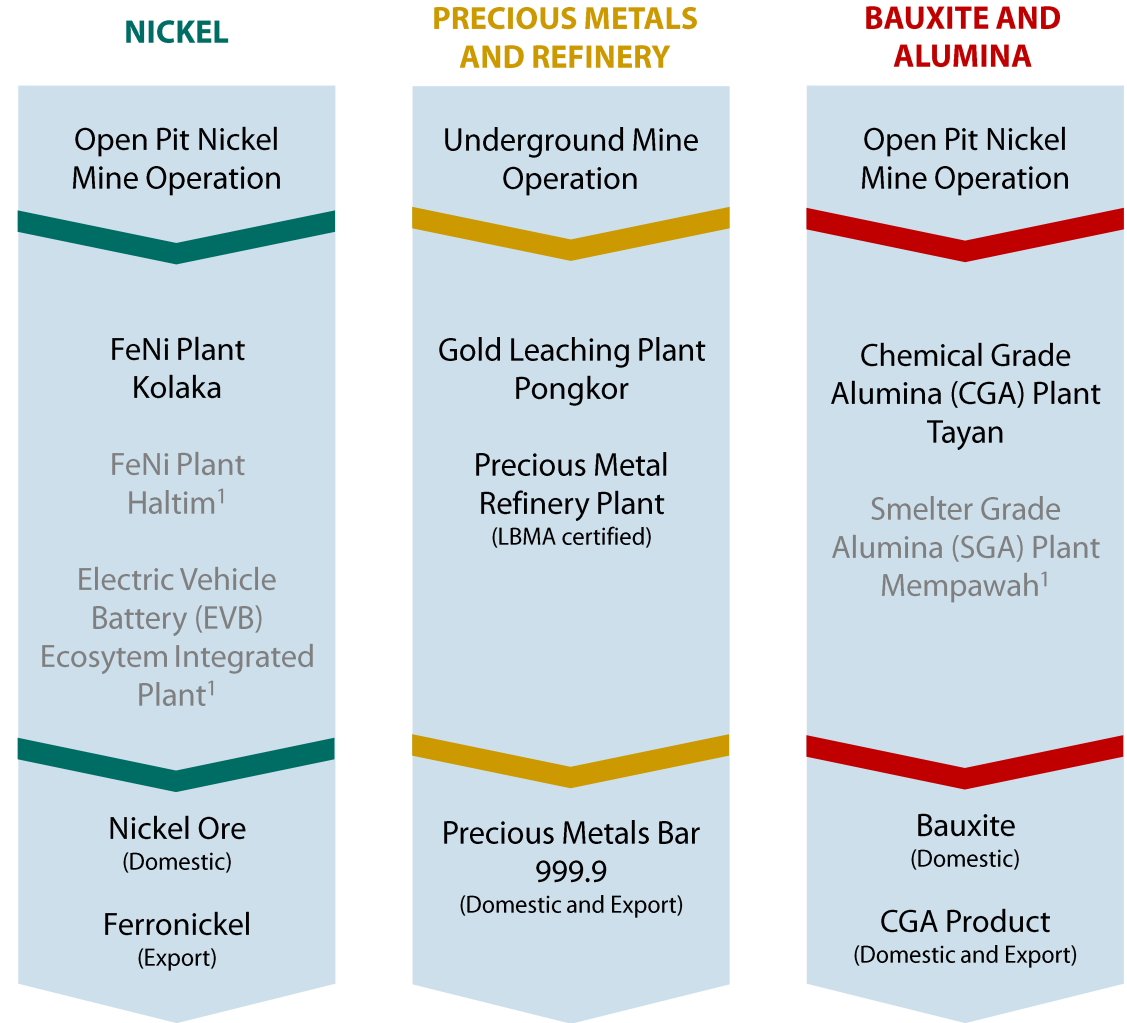 NICKEL
Open Pit Nickel
Mine Operation
FeNi Plant
Kolaka
FeNi Plant
Haltim¹
Electric Vehicle
Battery (EVB)
Ecosytem Integrated
Plant¹
Nickel Ore
(Domestic)
Ferronickel
(Export)
PRECIOUS METALS
AND REFINERY
Underground Mine
Operation
Gold Leaching Plant
Pongkor
Precious Metal
Refinery Plant
(LBMA certified)
Precious Metals Bar
999.9
(Domestic and Export)
BAUXITE AND
ALUMINA
Open Pit Nickel
Mine Operation
Chemical Grade
Alumina (CGA) Plant
Tayan
Smelter Grade
Alumina (SGA) Plant
Mempawah¹
Bauxite
(Domestic)
CGA Product
(Domestic and Export)